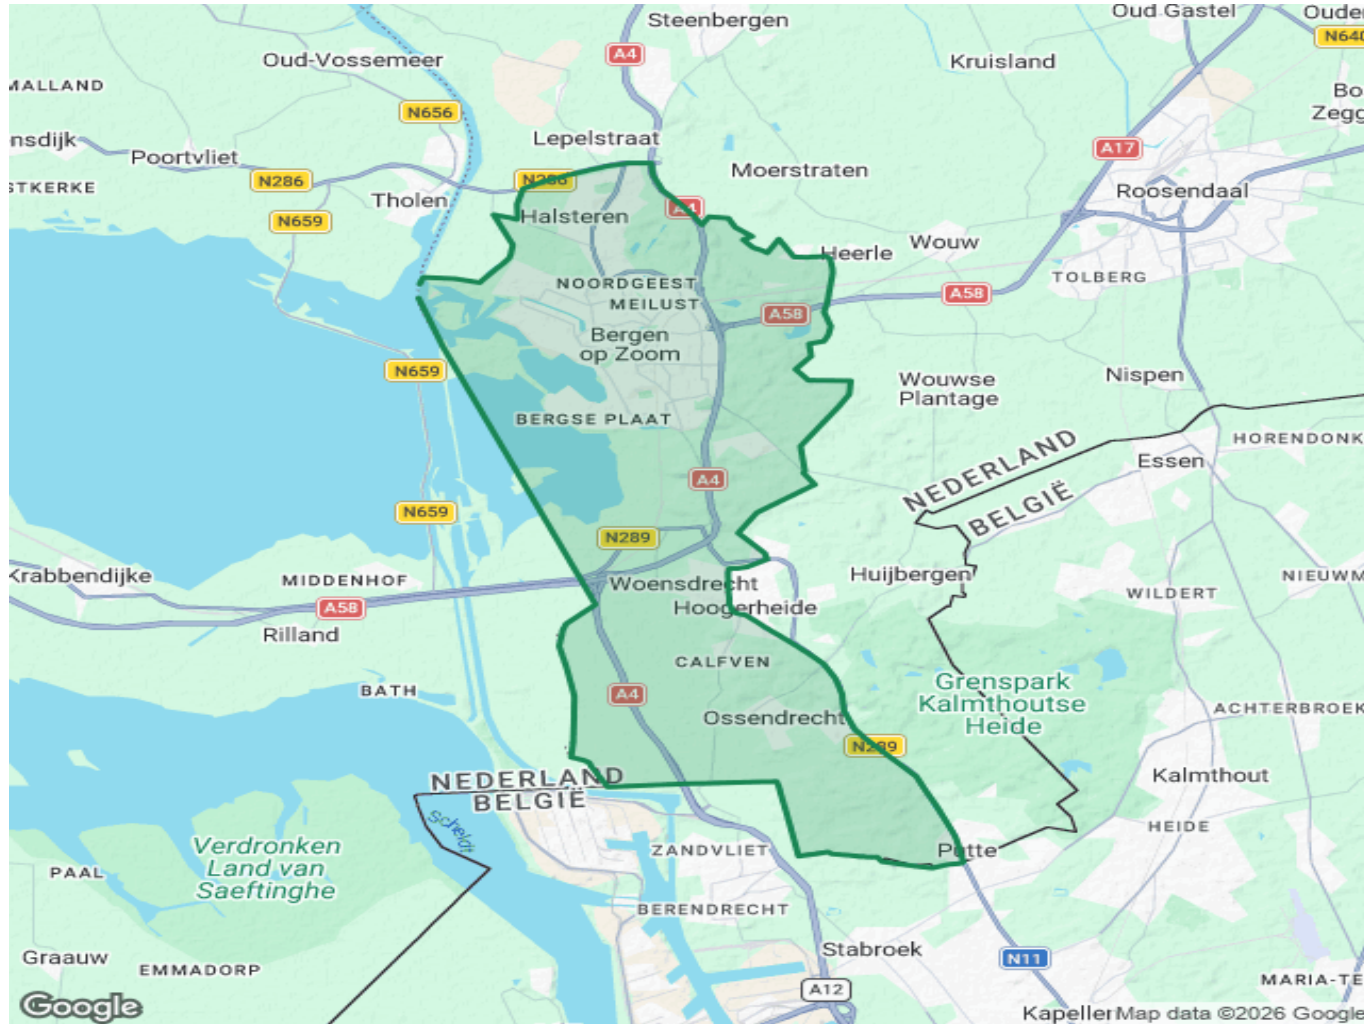 Steenbergen
Oud Gastel
Oude
A4
N640
Oud-Vossemeer
Kruisland
MALLAND
Bo
Zegg
N656
Lepelstraat
nsdijk
Poortvliet
A17
Moerstraten
N286
N286
STKERKE
Tholen
Roosendaal
A4
Halsteren
N659
Heerle
Wouw
TOLBERG
NOORDGEEST
A58
MEILUST
A58
Bergen
op Zoom
N659
Wouwse
Plantage
Nispen
BERGSE PLAAT
NEDERLAND
HORENDONK
Essen
A4
BELGIË
N659
N289
Krabbendijke
MIDDENHOF
Woensdrecht
Huijbergen
NIEUWM
WILDERT
A58
Hoogerheide
Rilland
CALFVEN
Grenspark
Kalmthoutse
Heide
BATH
A4
ACHTERBROEK
Ossendrecht
N289
NEDERLAND
BELGIË
Kalmthout
Scheldt
HEIDE
Verdronken
Land van
Saeftinghe
ZANDVLIET
Putte
PAAL
BERENDRECHT
Graauw
Stabroek
N11
EMMADORP
MARIA-TE
A12
Google
Kapellen
Map data ©2026 Google